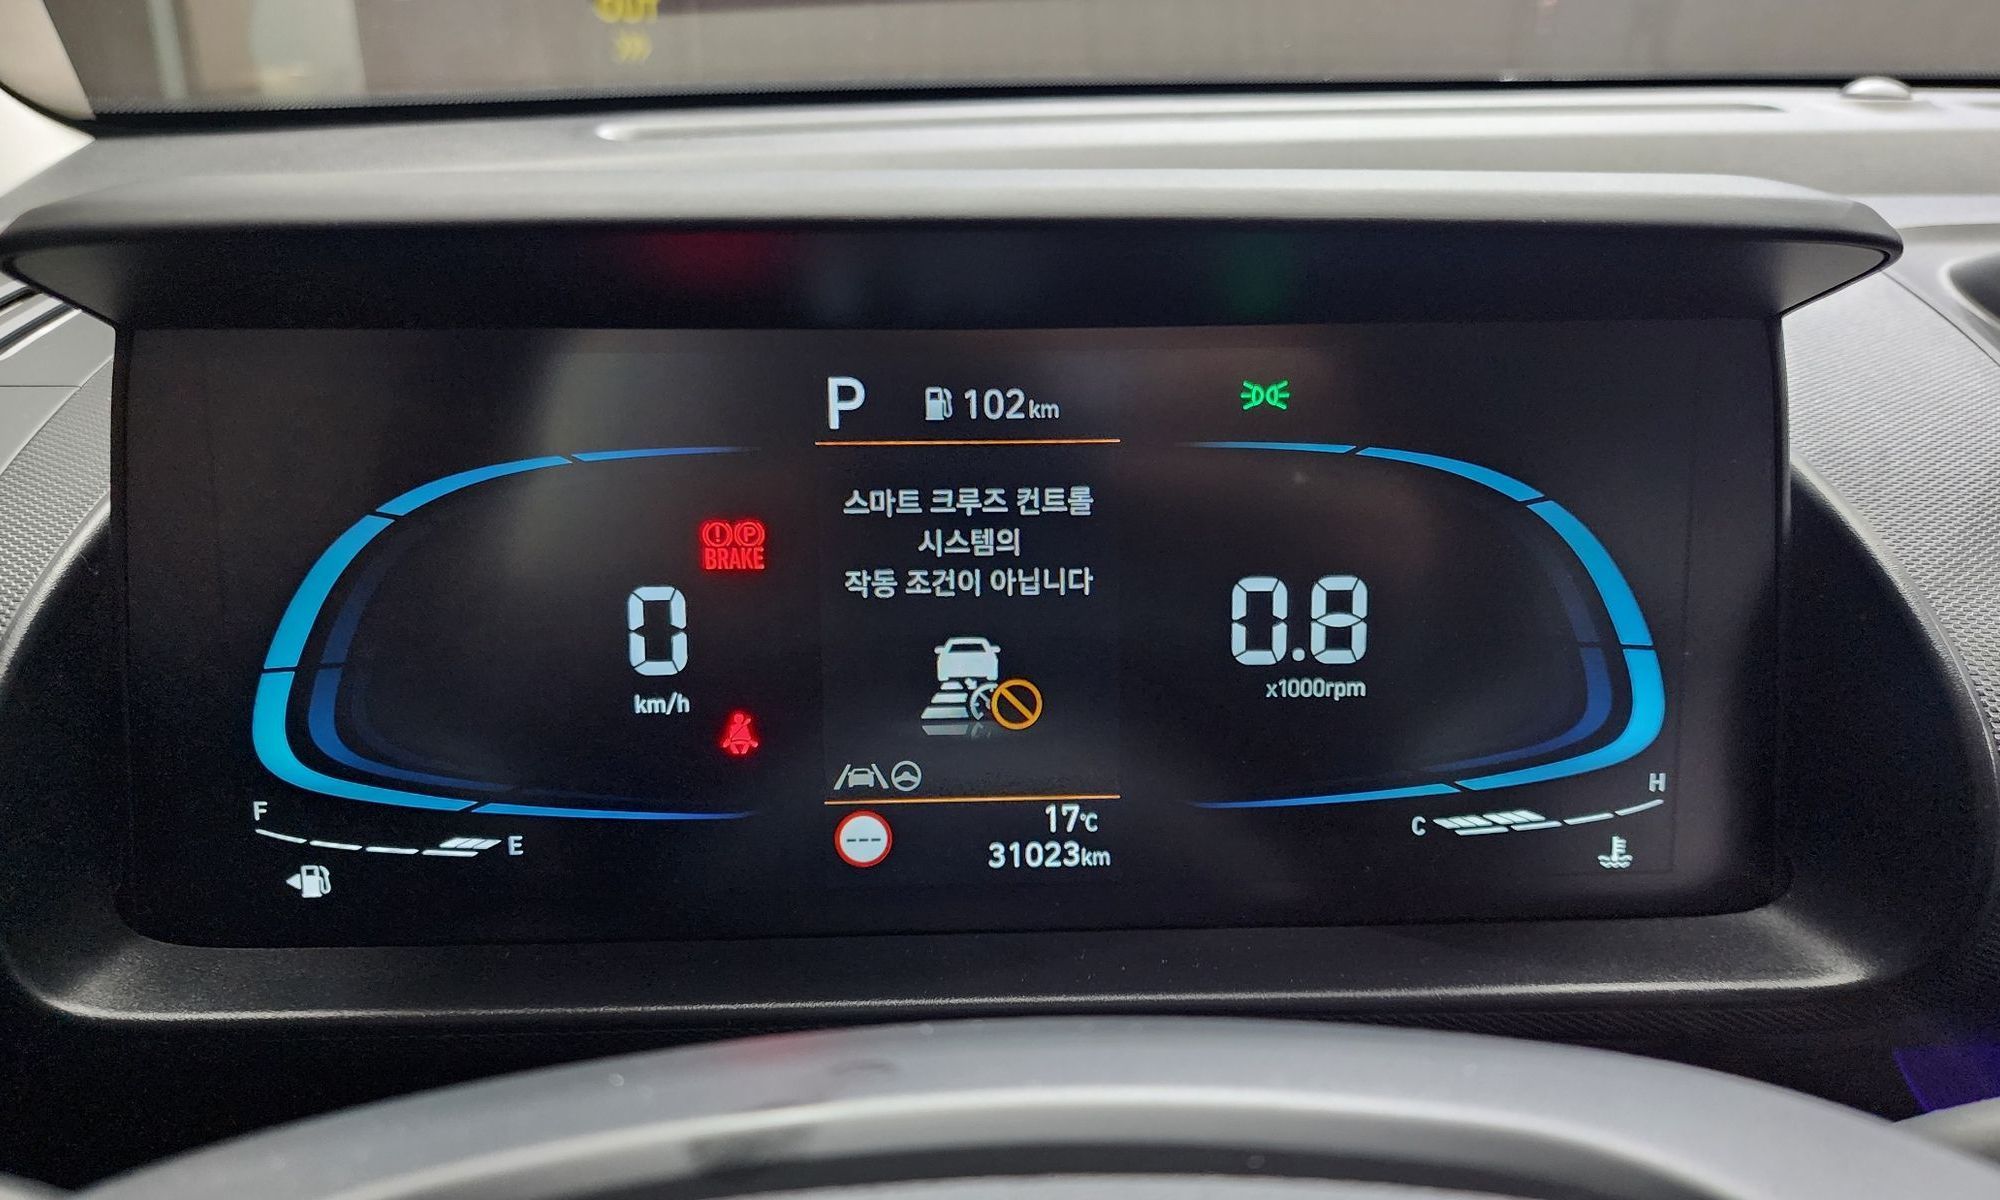 P 102km
스마트 크루즈 컨트롤
시스템의
작동 조건이 아닙니다
BRAKE
0
km/h
0.8
x1000rpm
F E
C H
---
17℃
31023km